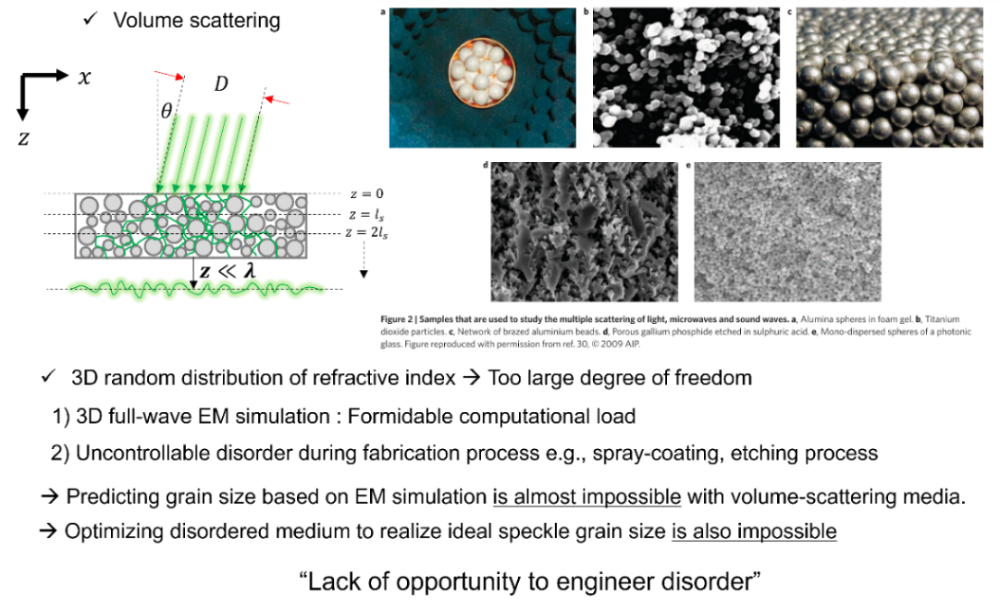 ✓ Volume scattering
x
z
θ
D
z = 0
z = lₛ
z = 2lₛ
z ≪ λ
a
b
c
d
e
Figure 2 | Samples that are used to study the multiple scattering of light, microwaves and sound waves. a, Alumina spheres in foam gel. b, Titanium
dioxide particles. c, Network of brazed aluminium beads. d, Porous gallium phosphide etched in sulphuric acid. e, Mono-dispersed spheres of a photonic
glass. Figure reproduced with permission from ref. 30, © 2009 AIP.
✓ 3D random distribution of refractive index → Too large degree of freedom
1) 3D full-wave EM simulation : Formidable computational load
2) Uncontrollable disorder during fabrication process e.g., spray-coating, etching process
→ Predicting grain size based on EM simulation is almost impossible with volume-scattering media.
→ Optimizing disordered medium to realize ideal speckle grain size is also impossible
“Lack of opportunity to engineer disorder”